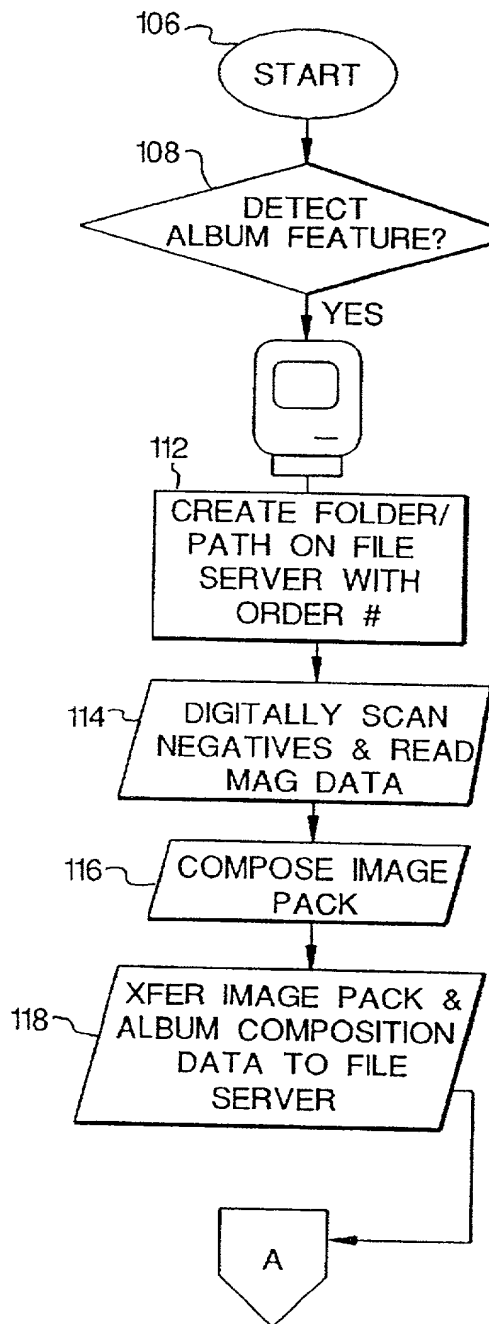 106
START
108
DETECT
ALBUM FEATURE?
YES
112
CREATE FOLDER/
PATH ON FILE
SERVER WITH
ORDER #
114
DIGITALLY SCAN
NEGATIVES & READ
MAG DATA
116
COMPOSE IMAGE
PACK
118
XFER IMAGE PACK &
ALBUM COMPOSITION
DATA TO FILE
SERVER
A